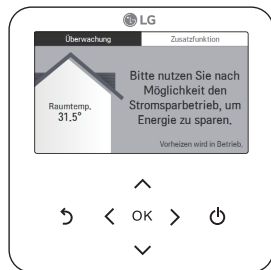 LG
Überwachung
Zusatzfunktion
Raumtemp.
31.5°
Bitte nutzen Sie nach
Möglichkeit den
Stromsparbetrieb, um
Energie zu sparen.
Vorheizen wird in Betrieb.
OK